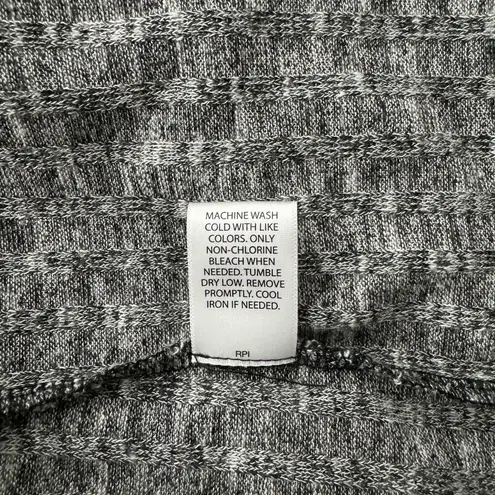 MACHINE WASH
COLD WITH LIKE
COLORS. ONLY
NON-CHLORINE
BLEACH WHEN
NEEDED. TUMBLE
DRY LOW. REMOVE
PROMPTLY. COOL
IRON IF NEEDED.
RPI